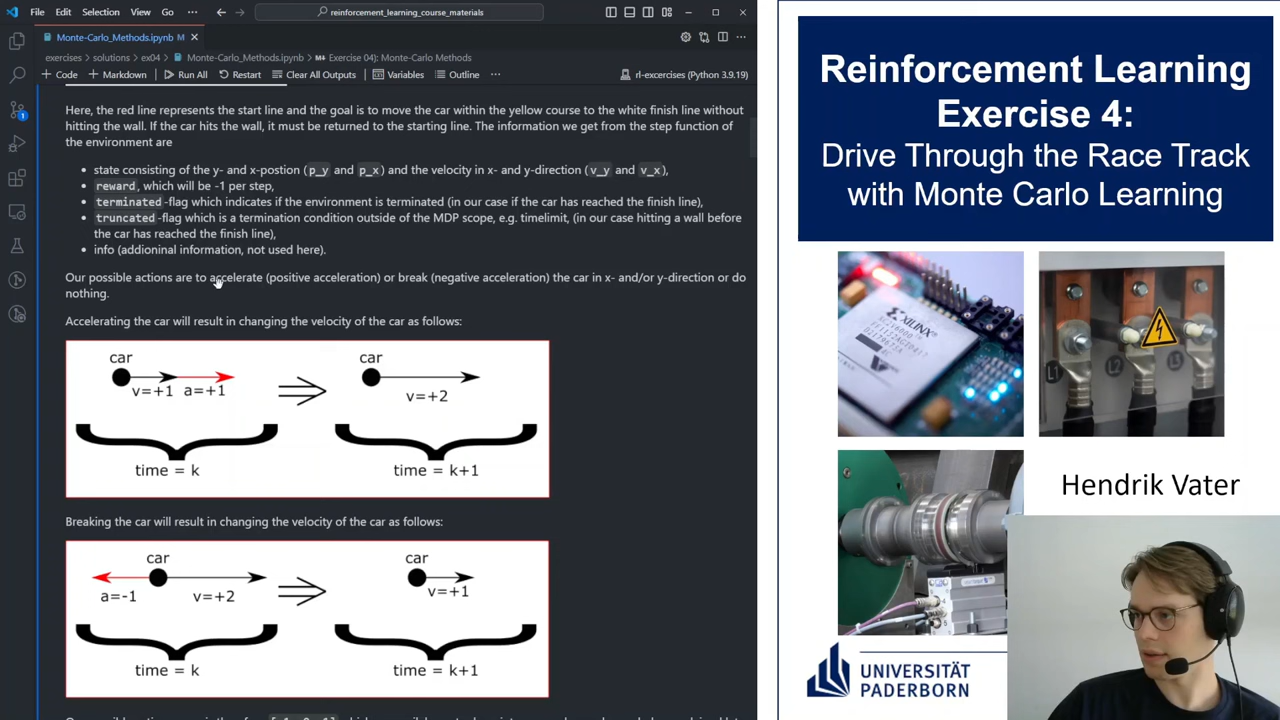 File Edit Selection View Go ··· reinforcement_learning_course_materials
Monte-Carlo_Methods.ipynb
exercises > solutions > ex04 > Monte-Carlo_Methods.ipynb > Exercise 04): Monte-Carlo Methods
+ Code + Markdown Run All Restart Clear All Outputs Variables Outline ··· rl-excercises (Python 3.9.19)
Here, the red line represents the start line and the goal is to move the car within the yellow course to the white finish line without
hitting the wall. If the car hits the wall, it must be returned to the starting line. The information we get from the step function of
the environment are
• state consisting of the y- and x-postion (p_y and p_x) and the velocity in x- and y-direction (v_y and v_x),
• reward, which will be -1 per step,
• terminated-flag which indicates if the environment is terminated (in our case if the car has reached the finish line),
• truncated-flag which is a termination condition outside of the MDP scope, e.g. timelimit, (in our case hitting a wall before
the car has reached the finish line),
• info (addioninal information, not used here).
Our possible actions are to accelerate (positive acceleration) or break (negative acceleration) the car in x- and/or y-direction or do
nothing.
Accelerating the car will result in changing the velocity of the car as follows:
car car
v=+1 a=+1 v=+2
time = k time = k+1
Breaking the car will result in changing the velocity of the car as follows:
car car
a=-1 v=+2 v=+1
time = k time = k+1
Reinforcement Learning
Exercise 4:
Drive Through the Race Track
with Monte Carlo Learning
XILINX
L1 L2 L3
Hendrik Vater
UNIVERSITÄT
PADERBORN